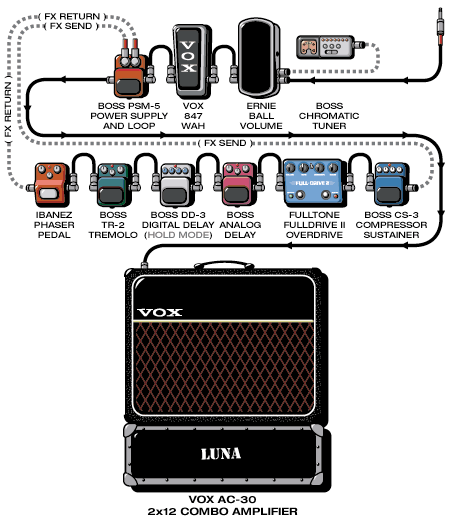 ( FX RETURN )
( FX SEND )
( FX RETURN )
VOX
BOSS PSM-5
POWER SUPPLY
AND LOOP
VOX
847
WAH
ERNIE
BALL
VOLUME
BOSS
CHROMATIC
TUNER
( FX SEND )
FULL-DRIVE II
IBANEZ
PHASER
PEDAL
BOSS
TR-2
TREMOLO
BOSS DD-3
DIGITAL DELAY
(HOLD MODE)
BOSS
ANALOG
DELAY
FULLTONE
FULLDRIVE II
OVERDRIVE
BOSS CS-3
COMPRESSOR
SUSTAINER
VOX
LUNA
VOX AC-30
2x12 COMBO AMPLIFIER